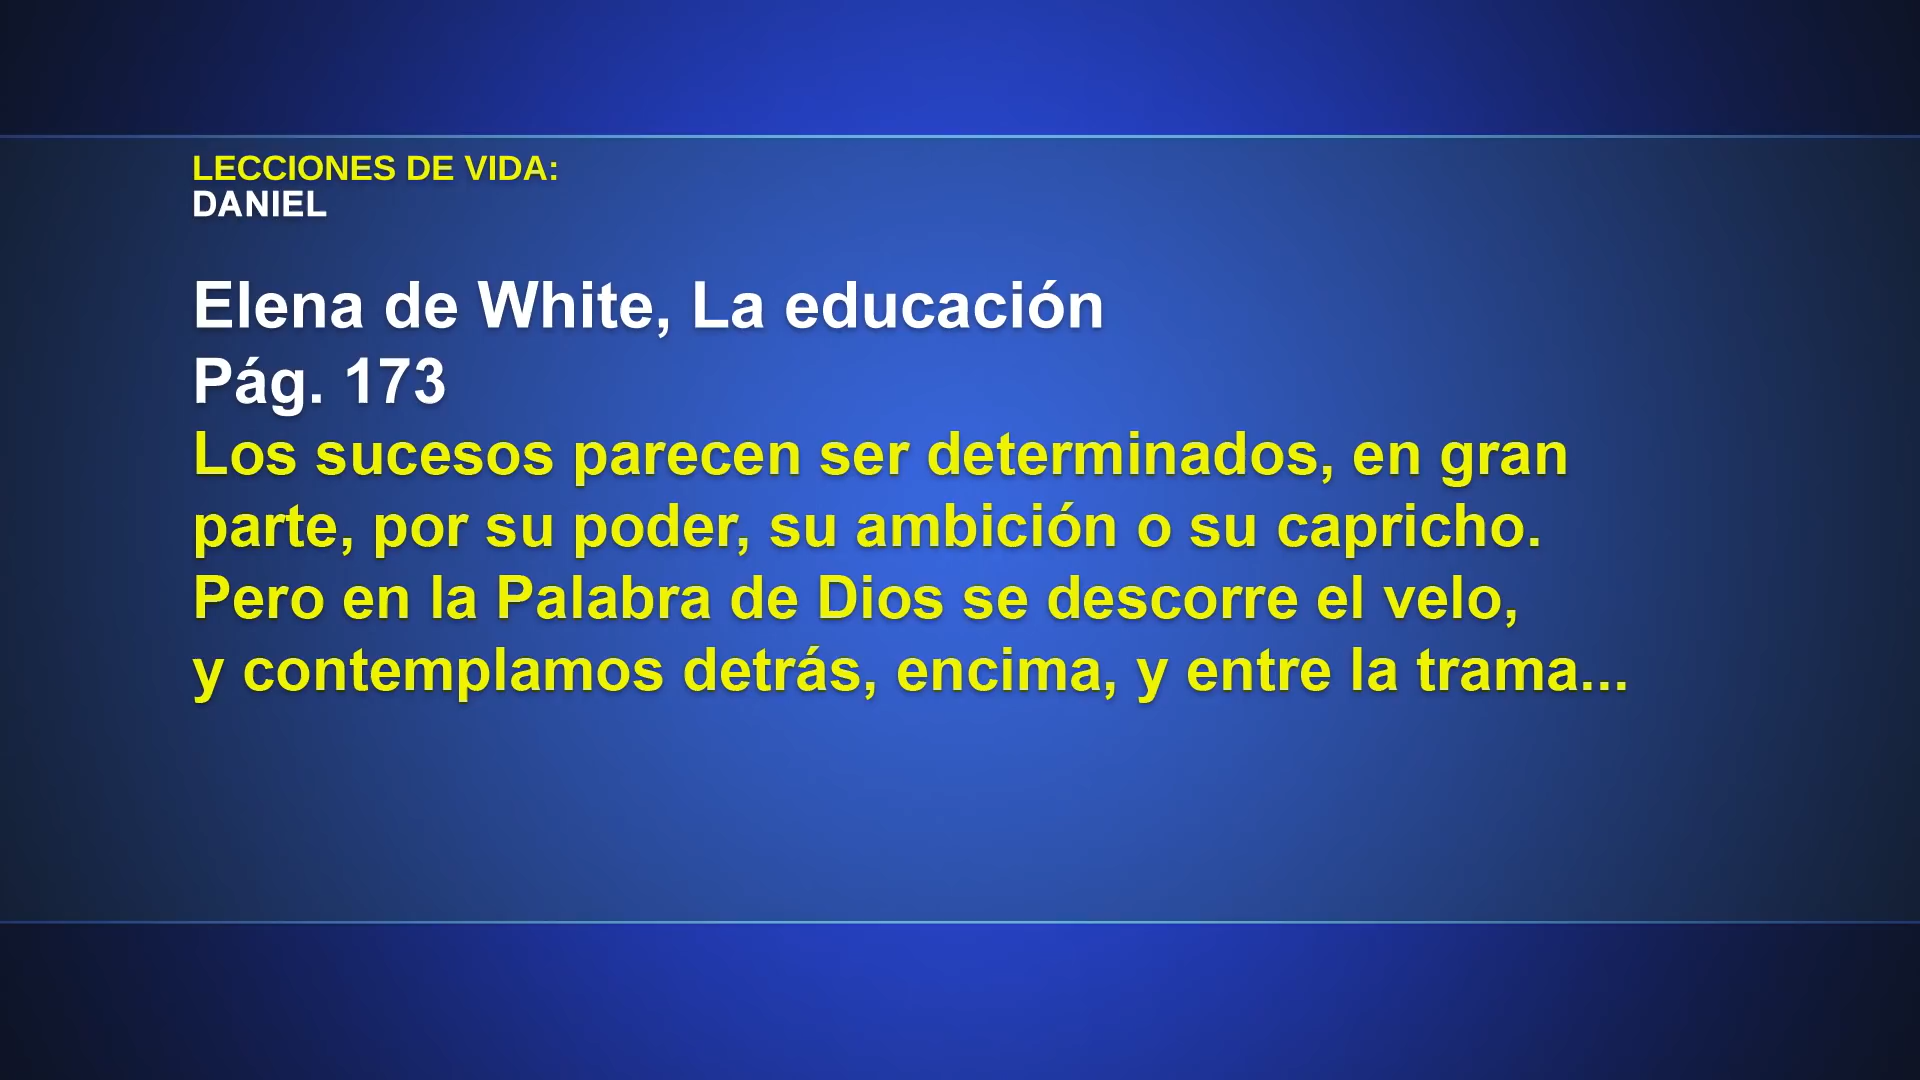 LECCIONES DE VIDA:
DANIEL
Elena de White, La educación
Pág. 173
Los sucesos parecen ser determinados, en gran
parte, por su poder, su ambición o su capricho.
Pero en la Palabra de Dios se descorre el velo,
y contemplamos detrás, encima, y entre la trama...